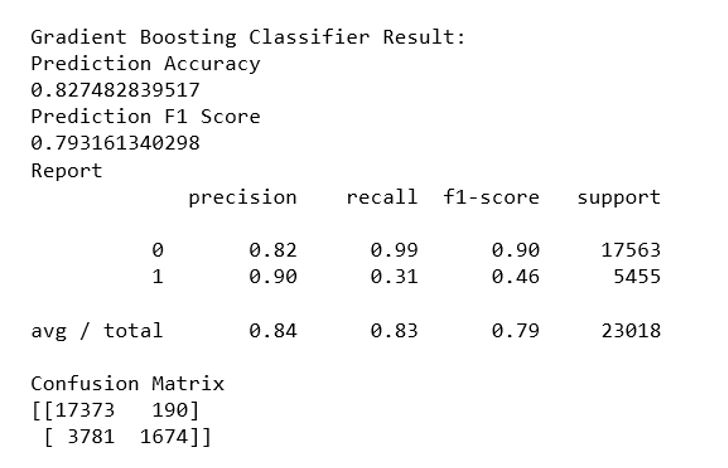 Gradient Boosting Classifier Result:
Prediction Accuracy
0.827482839517
Prediction F1 Score
0.793161340298
Report
precision recall f1-score support
0 0.82 0.99 0.90 17563
1 0.90 0.31 0.46 5455
avg / total 0.84 0.83 0.79 23018
Confusion Matrix
[[17373 190]
[ 3781 1674]]